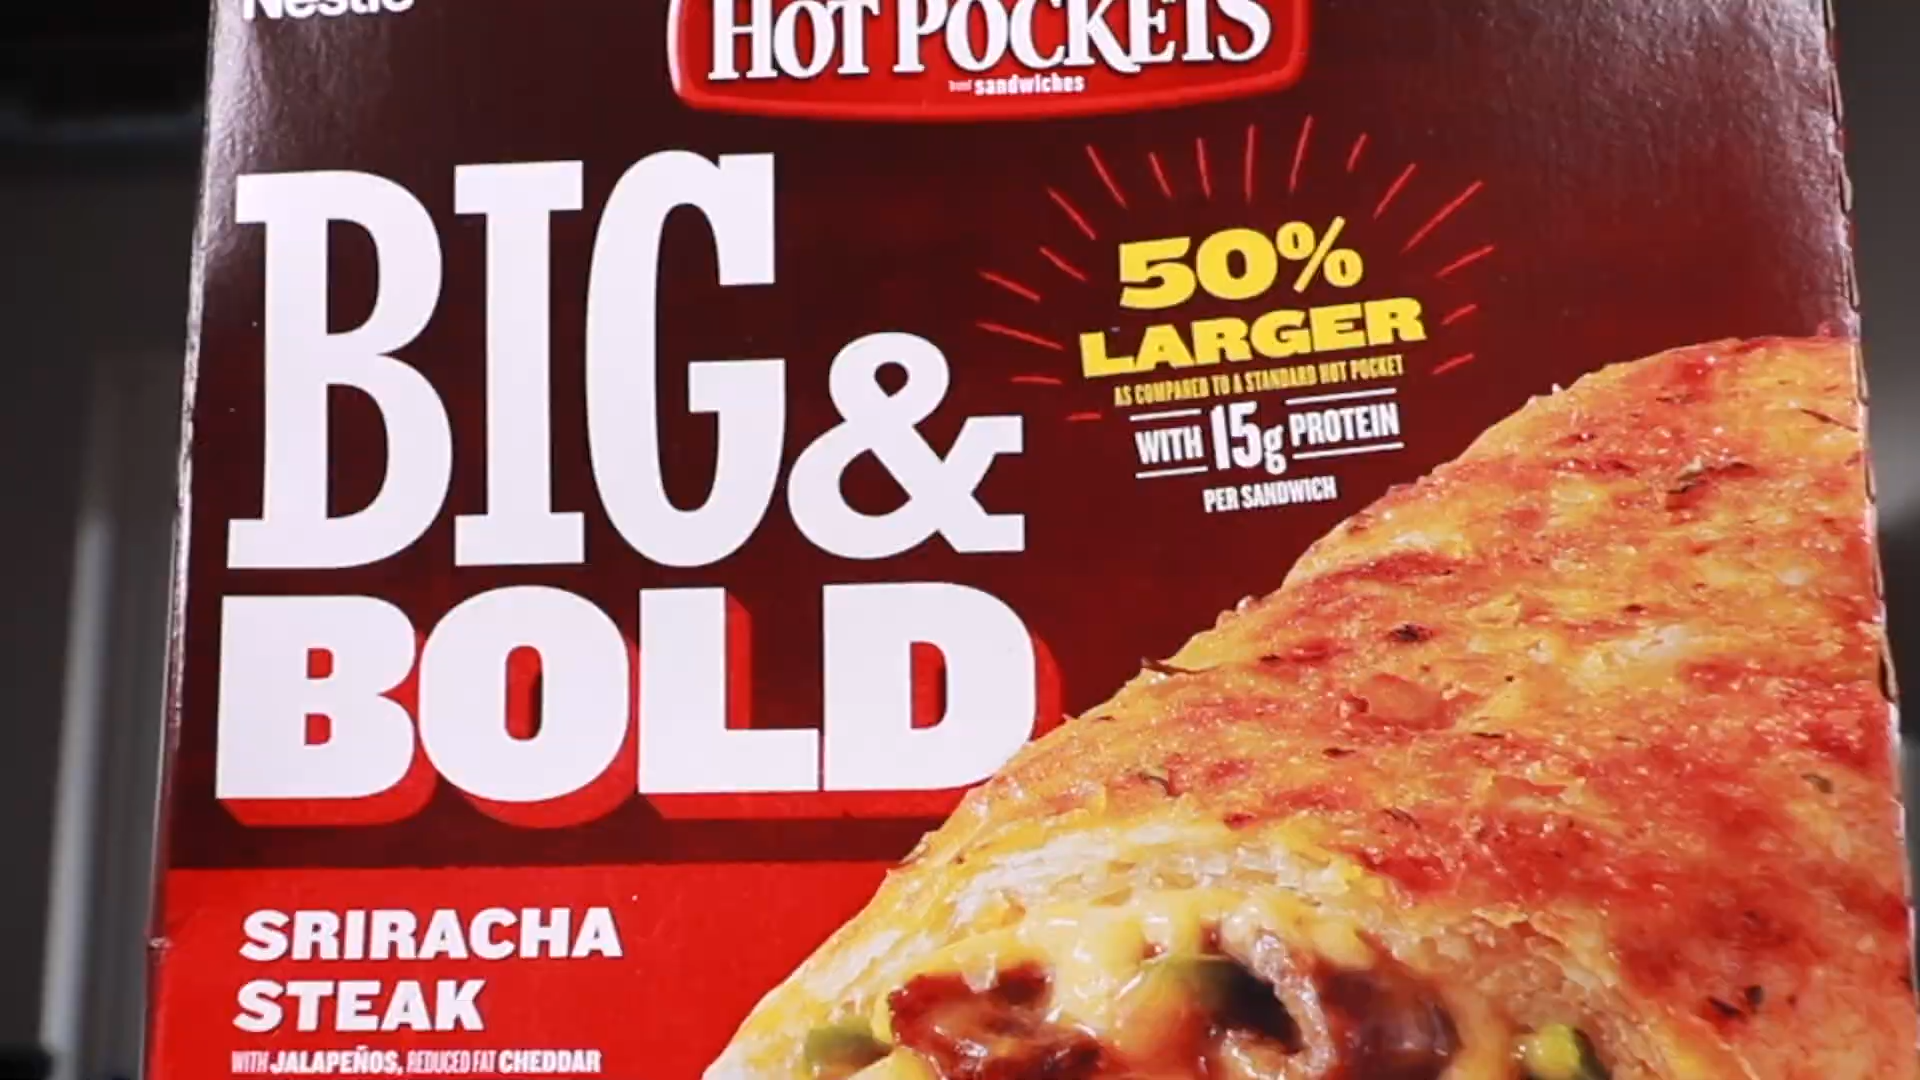 Nestlé
HOT POCKETS
brand sandwiches
BIG &
BOLD
50%
LARGER
AS COMPARED TO A STANDARD HOT POCKET
WITH 15g PROTEIN
PER SANDWICH
SRIRACHA
STEAK
WITH JALAPEÑOS, REDUCED FAT CHEDDAR